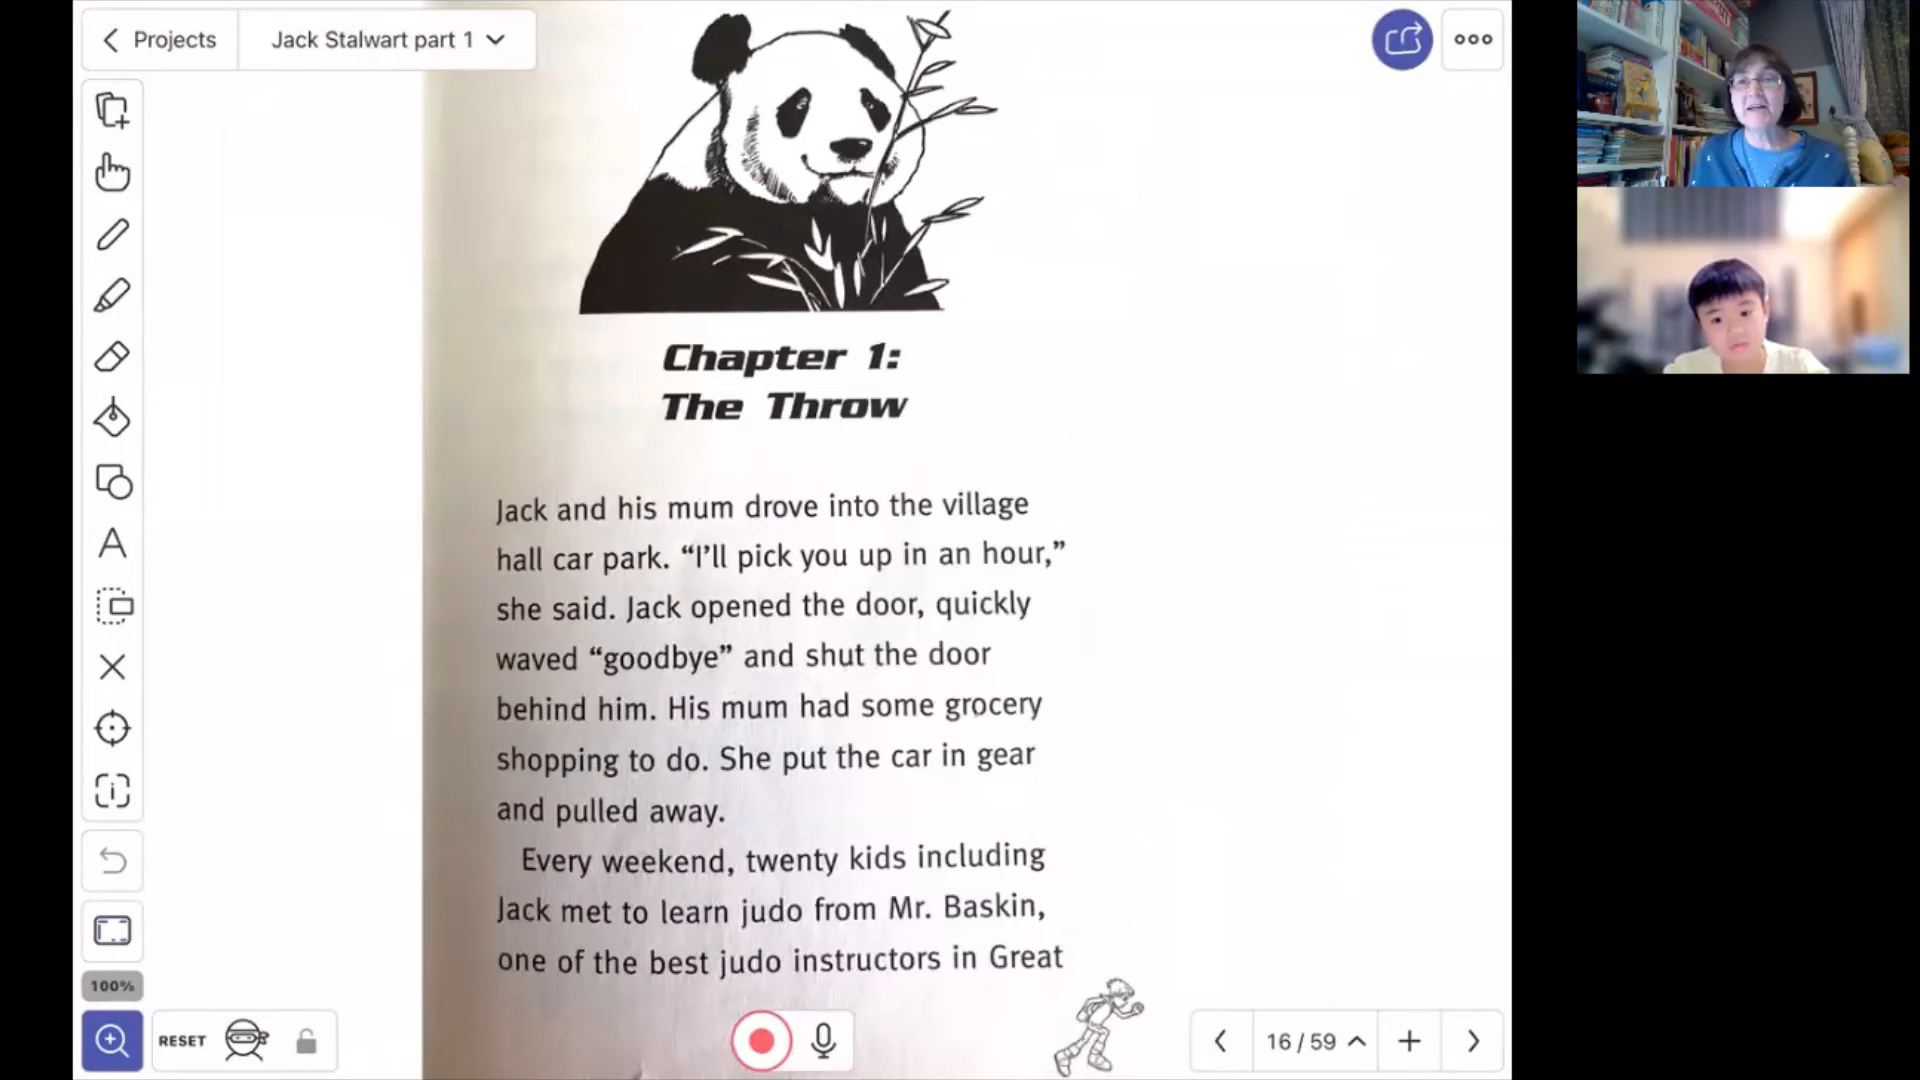 Projects
Jack Stalwart part 1
Chapter 1:
The Throw
Jack and his mum drove into the village
hall car park. “I’ll pick you up in an hour,”
she said. Jack opened the door, quickly
waved “goodbye” and shut the door
behind him. His mum had some grocery
shopping to do. She put the car in gear
and pulled away.
Every weekend, twenty kids including
Jack met to learn judo from Mr. Baskin,
one of the best judo instructors in Great
A
100%
RESET
16 / 59